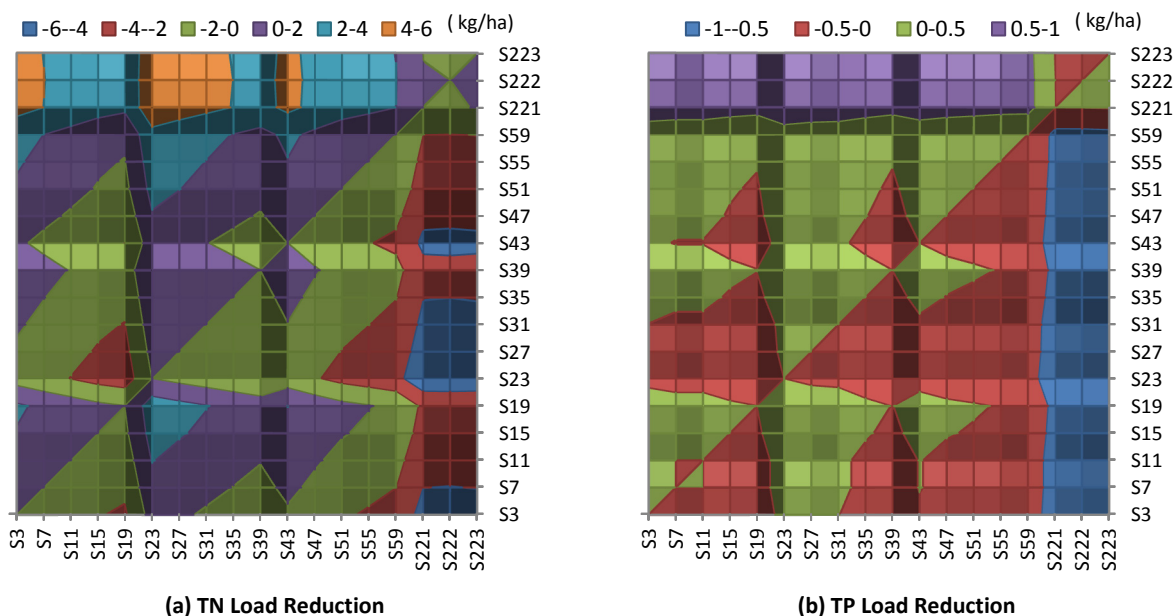 -6--4 -4--2 -2-0 0-2 2-4 4-6 ( kg/ha)
S223
S222
S221
S59
S55
S51
S47
S43
S39
S35
S31
S27
S23
S19
S15
S11
S7
S3
S3 S7 S11 S15 S19 S23 S27 S31 S35 S39 S43 S47 S51 S55 S59 S221 S222 S223
(a) TN Load Reduction
-1--0.5 -0.5-0 0-0.5 0.5-1 ( kg/ha)
S223
S222
S221
S59
S55
S51
S47
S43
S39
S35
S31
S27
S23
S19
S15
S11
S7
S3
S3 S7 S11 S15 S19 S23 S27 S31 S35 S39 S43 S47 S51 S55 S59 S221 S222 S223
(b) TP Load Reduction